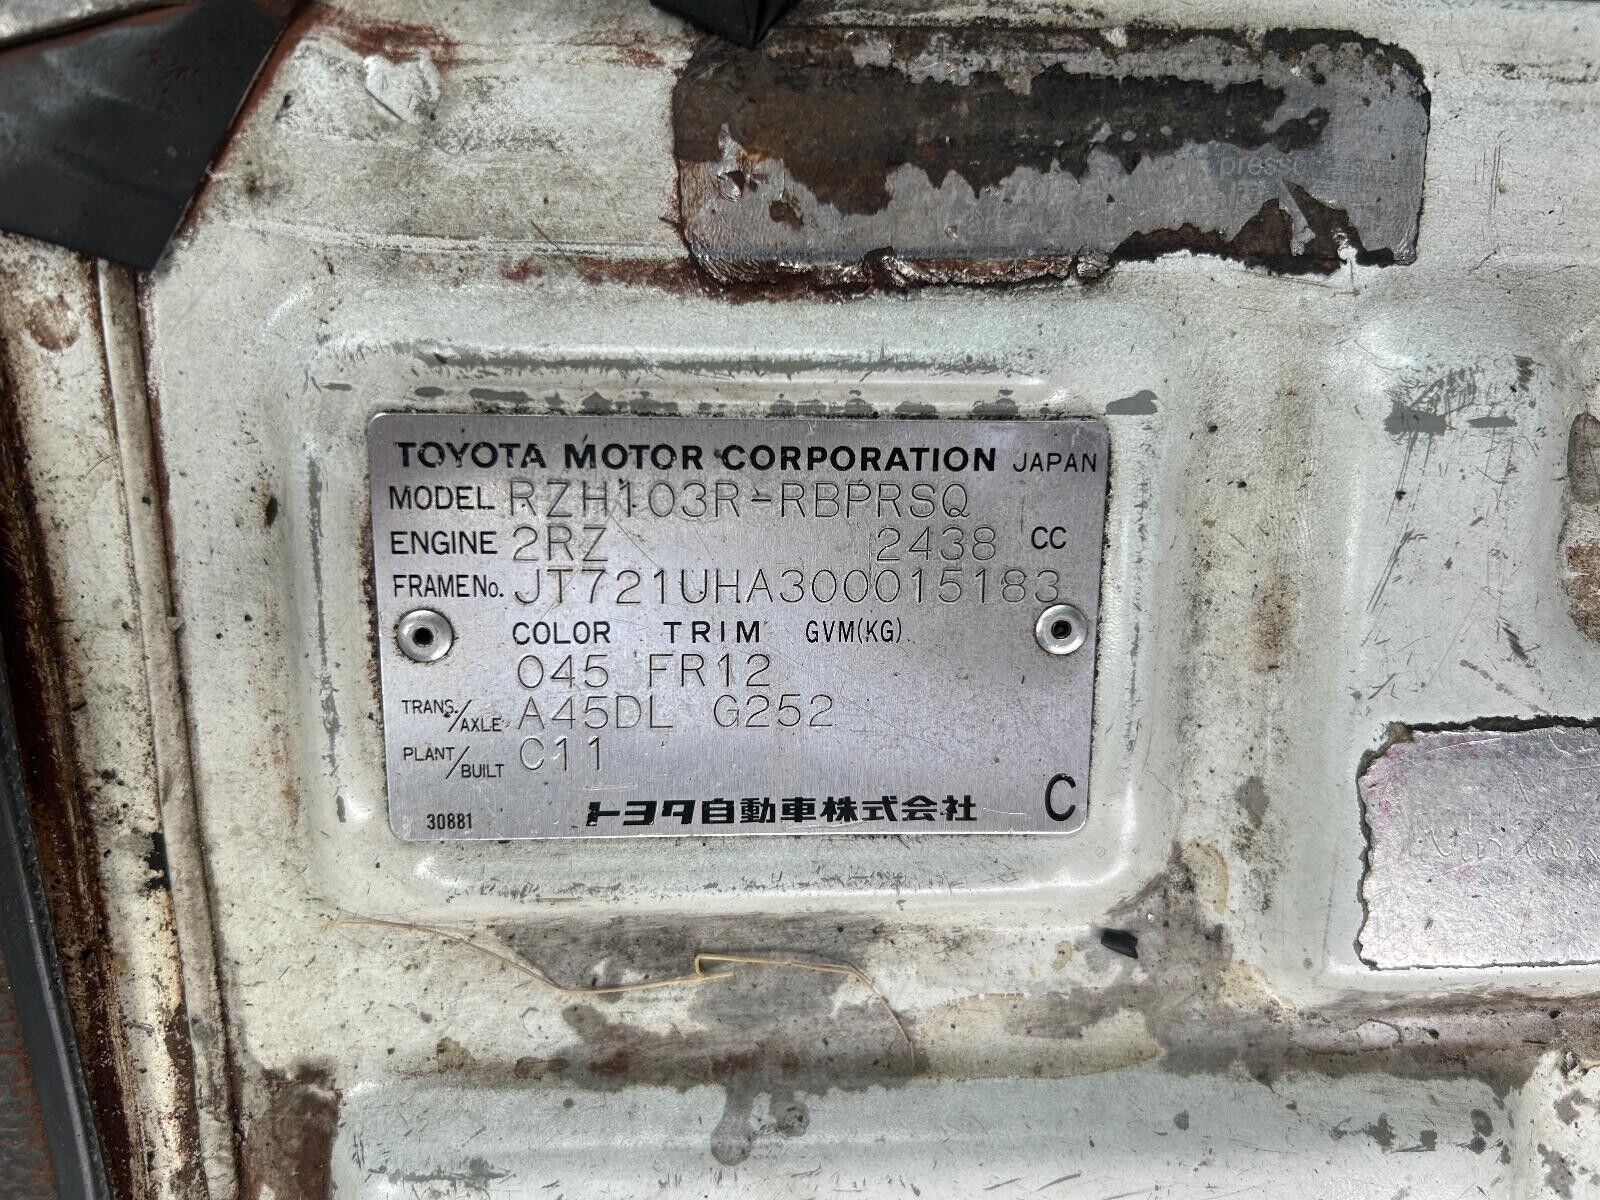 press
TOYOTA MOTOR CORPORATION JAPAN
MODEL RZH103R-RBPRSQ
ENGINE 2RZ 2438 CC
FRAME No. JT721UHA300015183
COLOR TRIM GVM(KG)
045 FR12
TRANS./AXLE A45DL G252
PLANT/BUILT C11
30881 トヨタ自動車株式会社 C